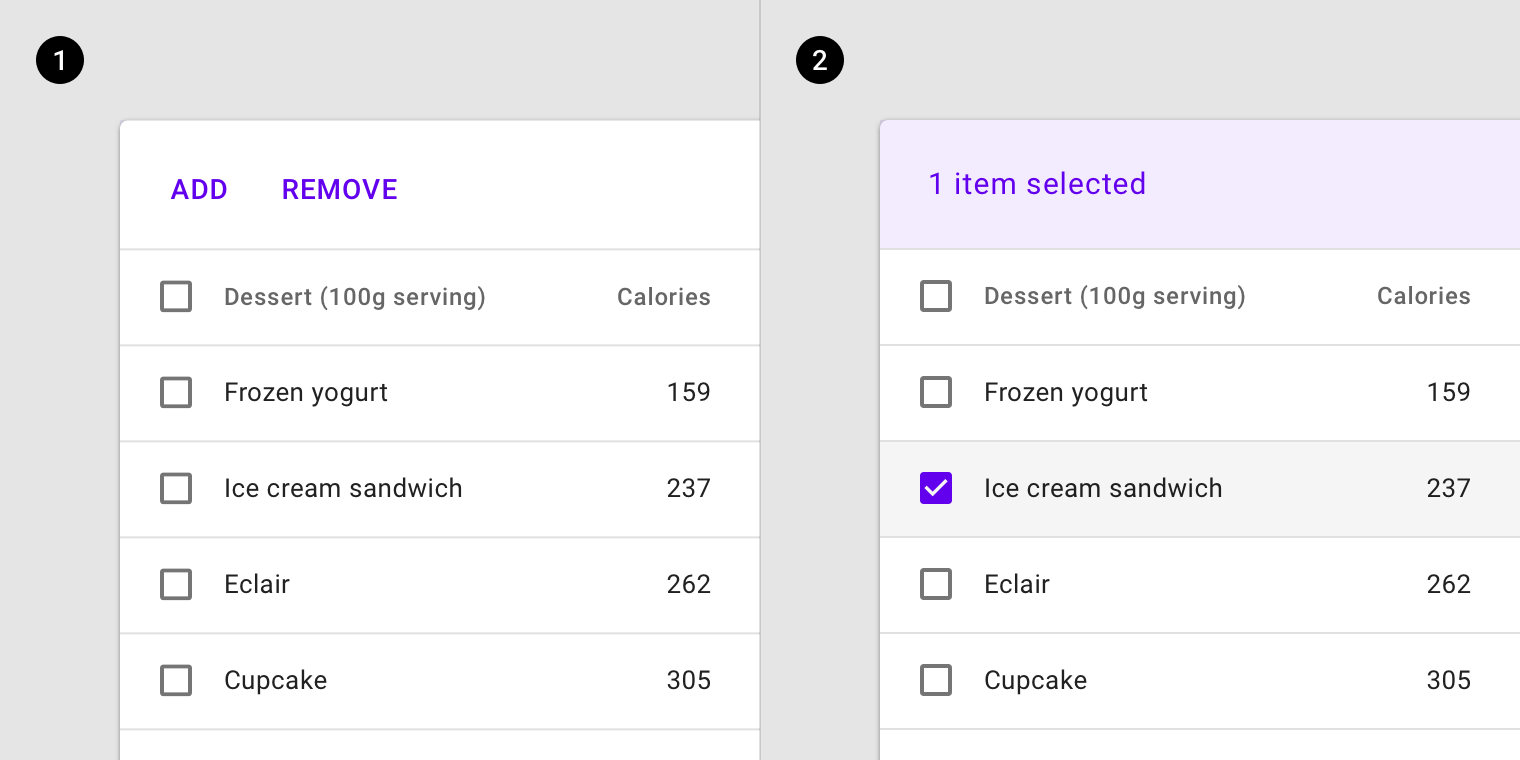 1
ADD REMOVE
Dessert (100g serving) Calories
Frozen yogurt 159
Ice cream sandwich 237
Eclair 262
Cupcake 305
2
1 item selected
Dessert (100g serving) Calories
Frozen yogurt 159
Ice cream sandwich 237
Eclair 262
Cupcake 305